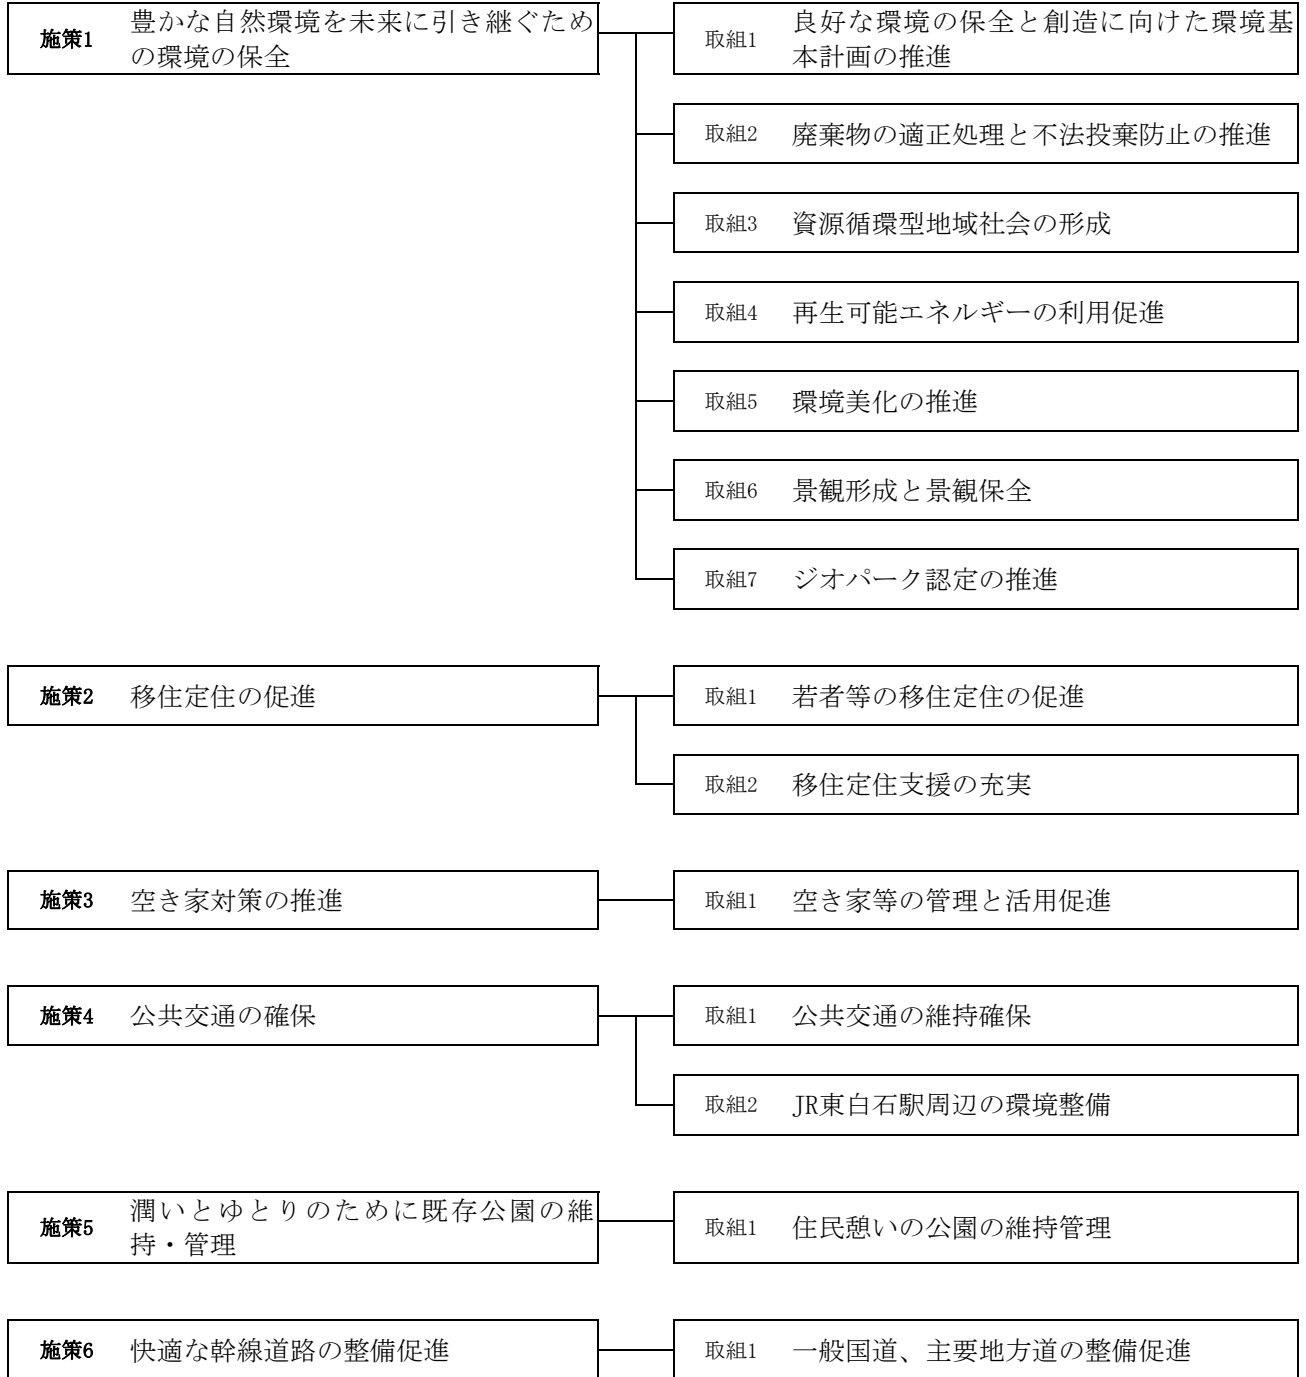 施策1 豊かな自然環境を未来に引き継ぐため
の環境の保全
取組1 良好な環境の保全と創造に向けた環境基
本計画の推進
取組2 廃棄物の適正処理と不法投棄防止の推進
取組3 資源循環型地域社会の形成
取組4 再生可能エネルギーの利用促進
取組5 環境美化の推進
取組6 景観形成と景観保全
取組7 ジオパーク認定の推進
施策2 移住定住の促進
取組1 若者等の移住定住の促進
取組2 移住定住支援の充実
施策3 空き家対策の推進
取組1 空き家等の管理と活用促進
施策4 公共交通の確保
取組1 公共交通の維持確保
取組2 JR東白石駅周辺の環境整備
施策5 潤いとゆとりのために既存公園の維
持・管理
取組1 住民憩いの公園の維持管理
施策6 快適な幹線道路の整備促進
取組1 一般国道、主要地方道の整備促進